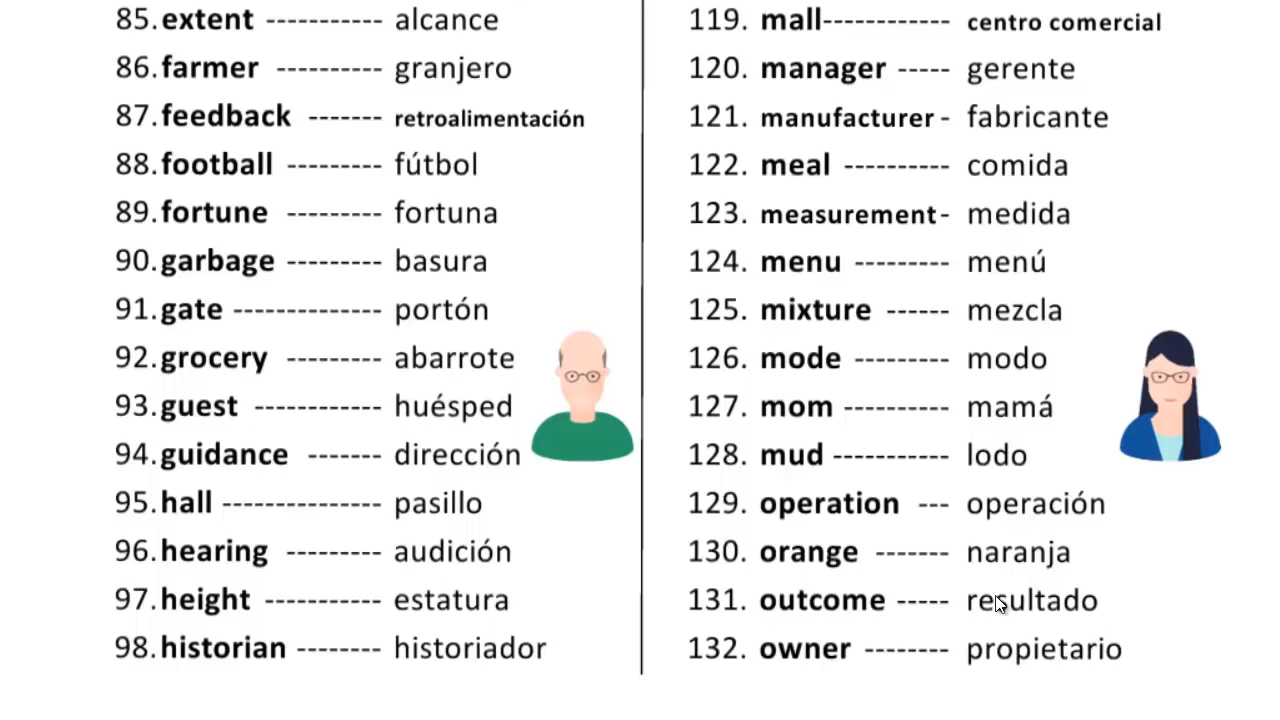 85. extent ----------- alcance
86. farmer ---------- granjero
87. feedback ------- retroalimentación
88. football --------- fútbol
89. fortune --------- fortuna
90. garbage --------- basura
91. gate -------------- portón
92. grocery --------- abarrote
93. guest ------------ huésped
94. guidance ------- dirección
95. hall --------------- pasillo
96. hearing --------- audición
97. height ----------- estatura
98. historian -------- historiador
119. mall------------ centro comercial
120. manager ----- gerente
121. manufacturer - fabricante
122. meal ---------- comida
123. measurement - medida
124. menu --------- menú
125. mixture ------ mezcla
126. mode --------- modo
127. mom ---------- mamá
128. mud ----------- lodo
129. operation --- operación
130. orange ------- naranja
131. outcome ----- resultado
132. owner -------- propietario